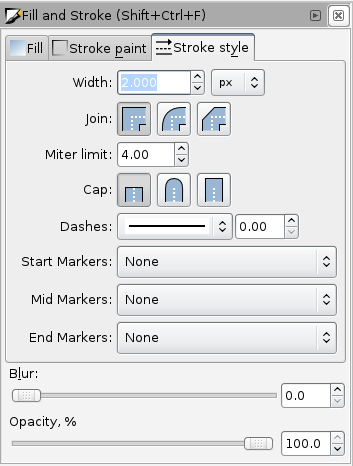 Fill and Stroke (Shift+Ctrl+F)
Fill Stroke paint Stroke style
Width: 2.000 px
Join:
Miter limit: 4.00
Cap:
Dashes: 0.00
Start Markers: None
Mid Markers: None
End Markers: None
Blur:
0.0
Opacity, %
100.0